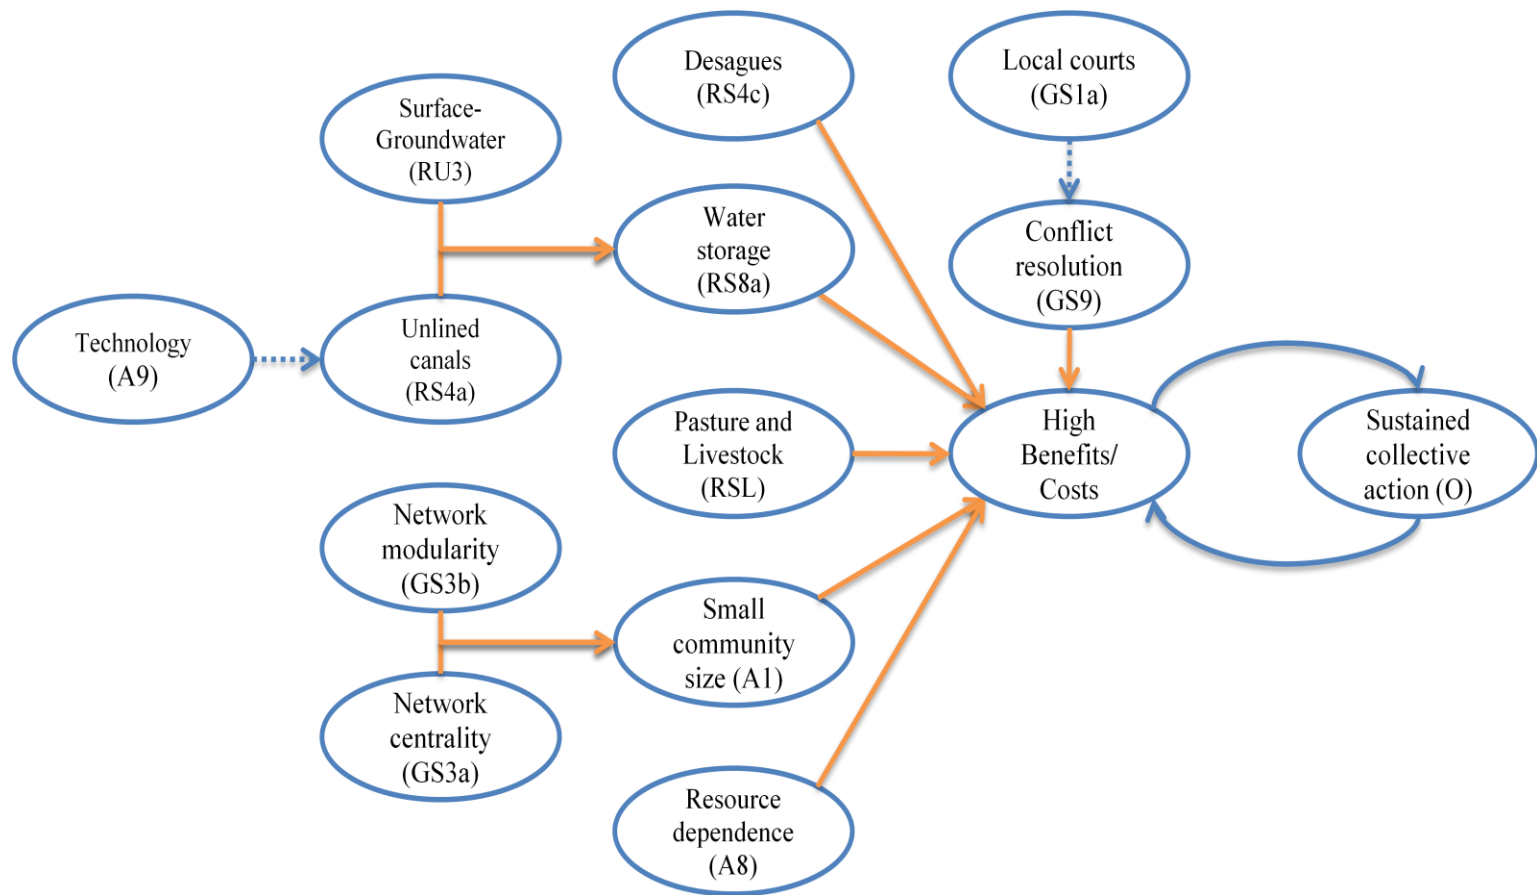 Desagues
(RS4c)
Local courts
(GS1a)
Surface-
Groundwater
(RU3)
Water
storage
(RS8a)
Conflict
resolution
(GS9)
Technology
(A9)
Unlined
canals
(RS4a)
Pasture and
Livestock
(RSL)
High
Benefits/
Costs
Sustained
collective
action (O)
Network
modularity
(GS3b)
Small
community
size (A1)
Network
centrality
(GS3a)
Resource
dependence
(A8)